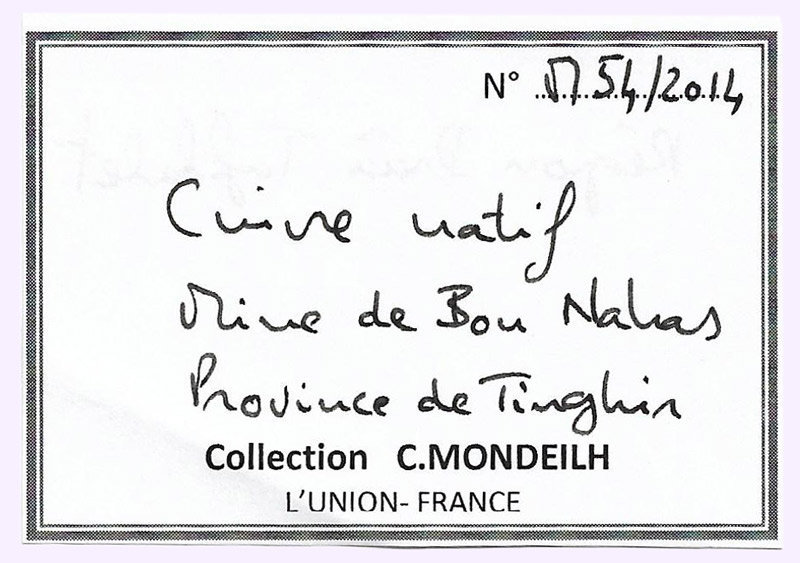 N° M 54/2014
Cuivre natif
Mine de Bou Nahas
Province de Tinghir
Collection C.MONDEILH
L'UNION- FRANCE